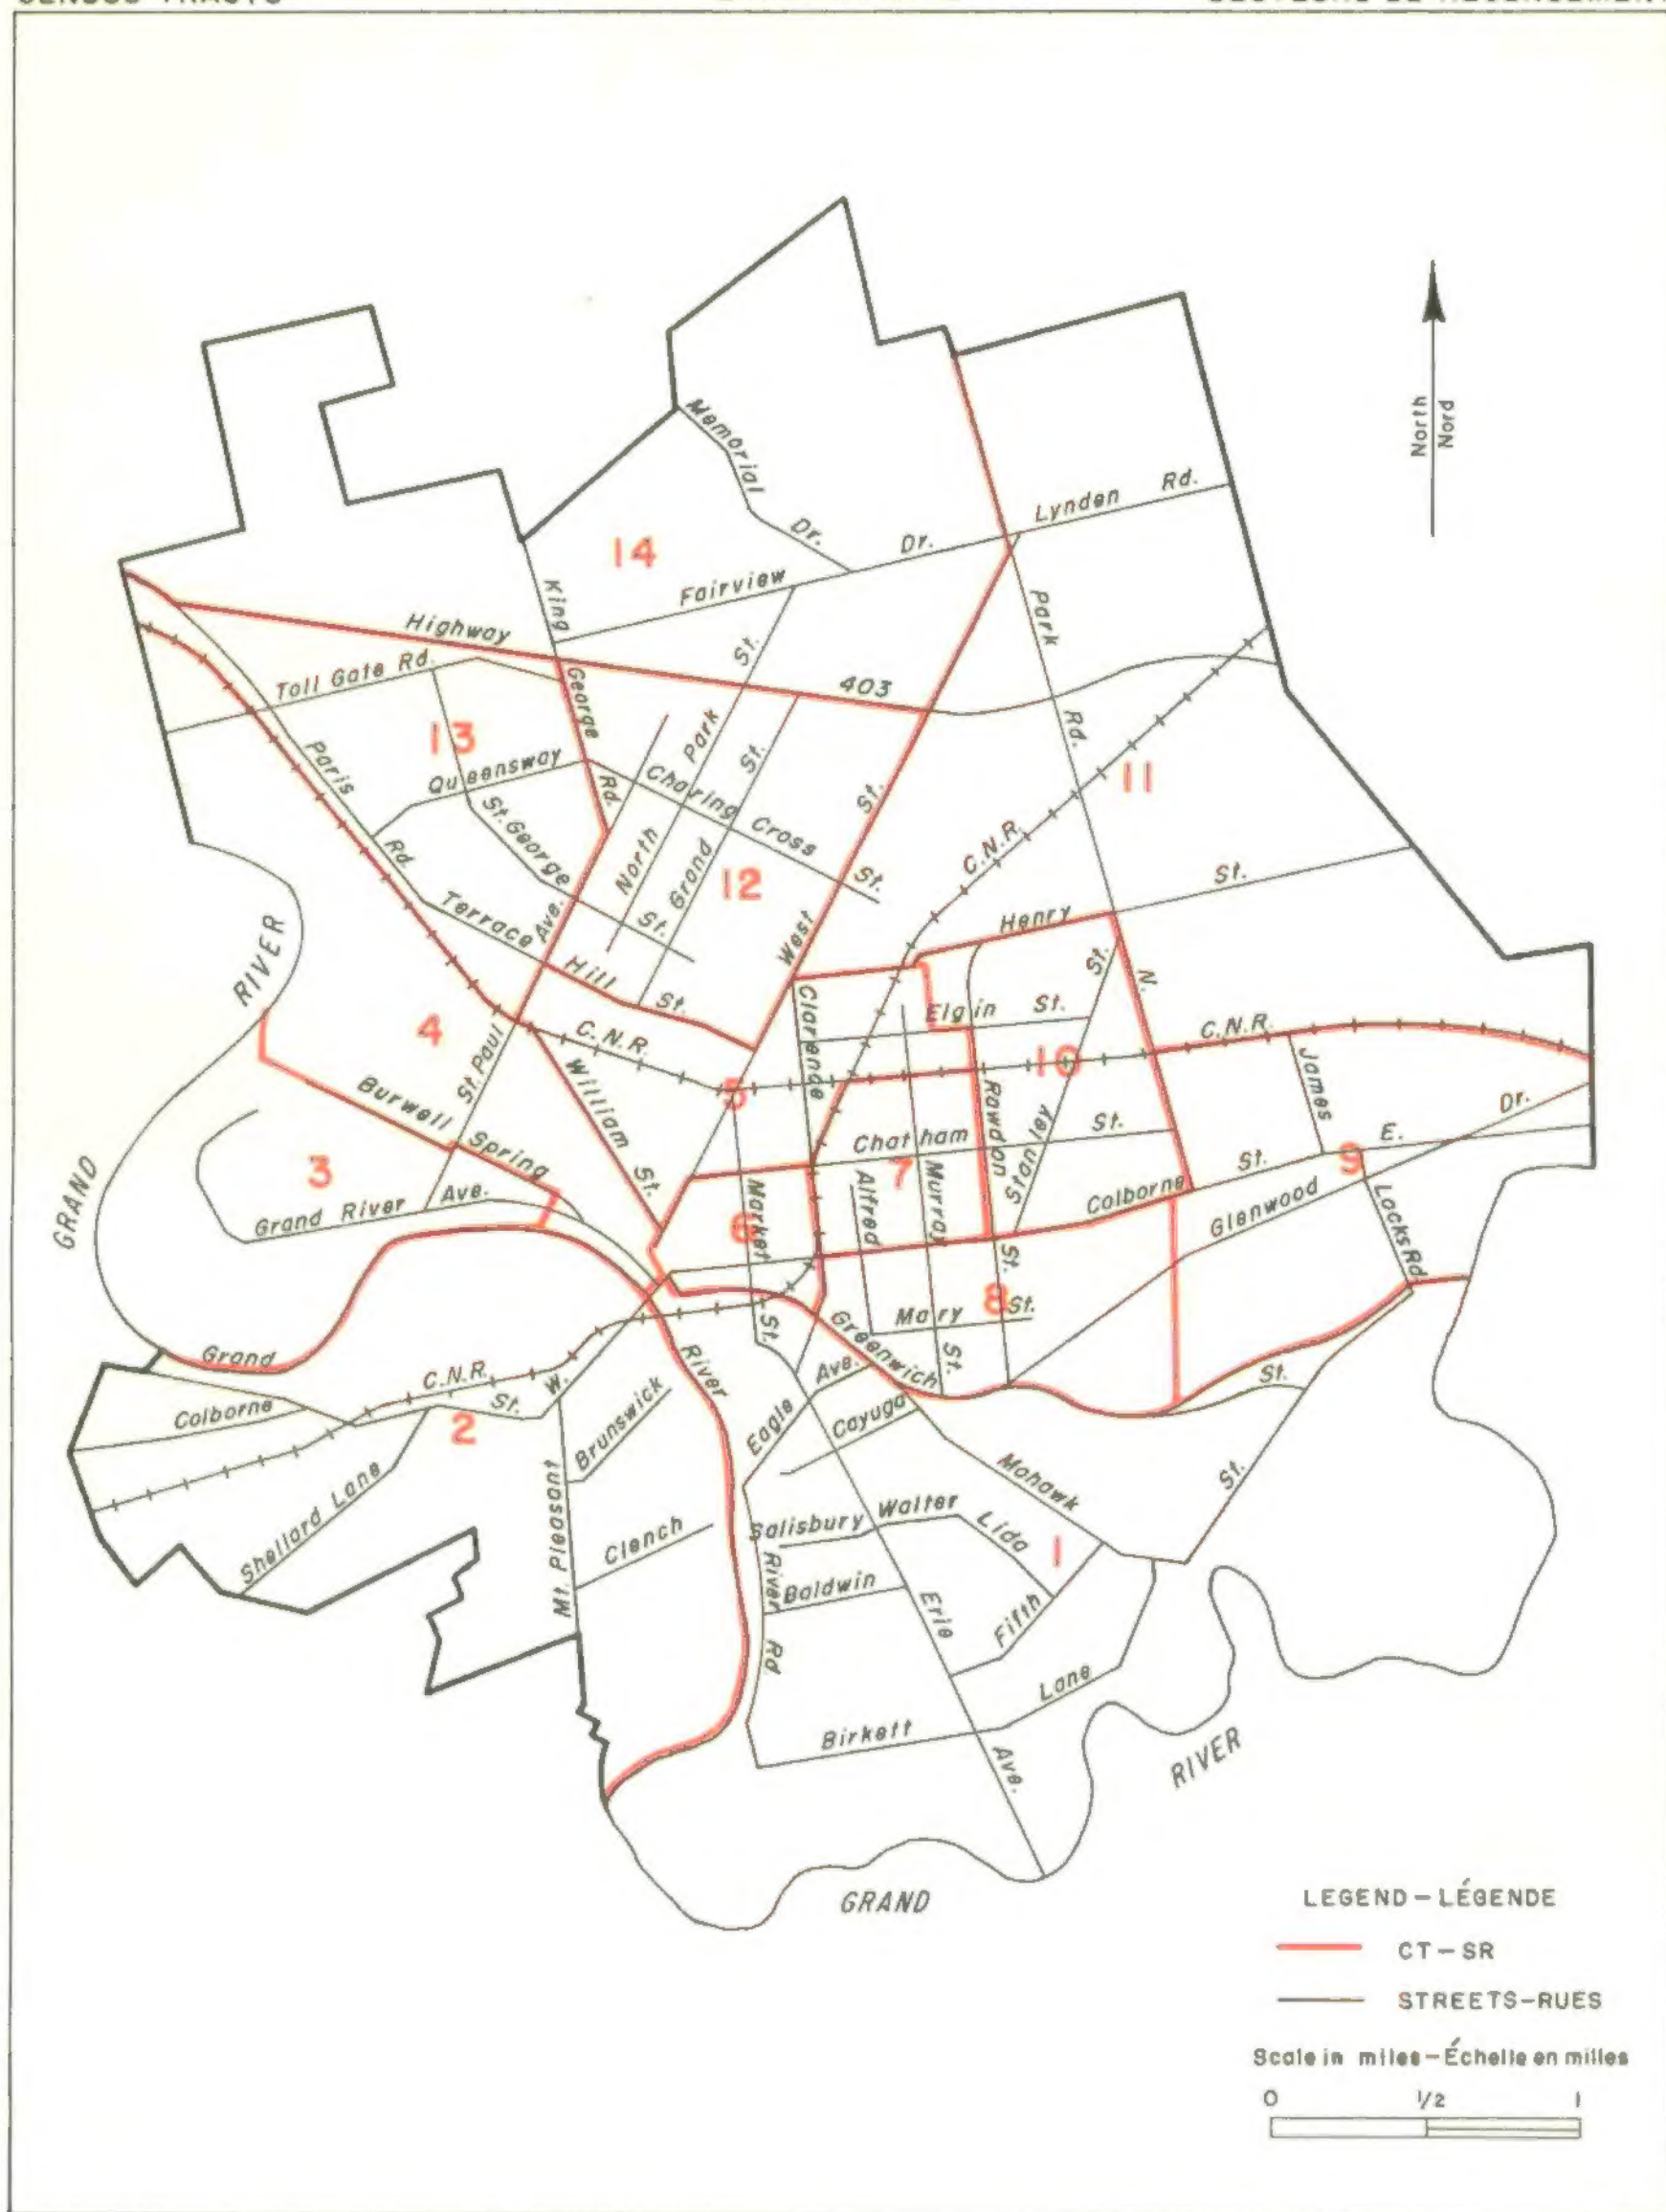 CENSUS TRACTS
SECTEURS DE RECENSEMENT
North
Nord
Memorial
Dr.
Lynden Rd.
Fairview Dr.
14
King
George
Rd.
Highway
403
Toll Gate Rd.
Park
Rd.
N.
13
Queensway
Paris
Rd.
St. George
St.
North
Park
St.
Grand
St.
Charing
Cross
St.
12
West
St.
11
C.N.R.
Henry
St.
Terrace
Hill
St.
Ave.
St. Paul
RIVER
GRAND
4
C.N.R.
William
St.
5
Clarence
Elgin
St.
10
C.N.R.
James
Dr.
Burwell
Spring
3
Grand River
Ave.
Chatham
St.
7
Rawdon
St.
Stanley
St.
Alfred
Murray
St.
Market
St.
6
Colborne
St.
E.
9
Glenwood
Locks Rd
8
Mary
St.
Greenwich
St.
Grand
River
C.N.R.
Colborne
St.
W.
2
Brunswick
Shellard Lane
Mt. Pleasant
Clench
Eagle
Ave.
Cayuga
Mohawk
St.
Salisbury
Walter
Lida
1
River
Rd
Baldwin
Erie
Ave.
Fifth
Birkett
Lane
RIVER
GRAND
LEGEND-LÉGENDE
CT-SR
STREETS-RUES
Scale in miles-Échelle en milles
0 1/2 1